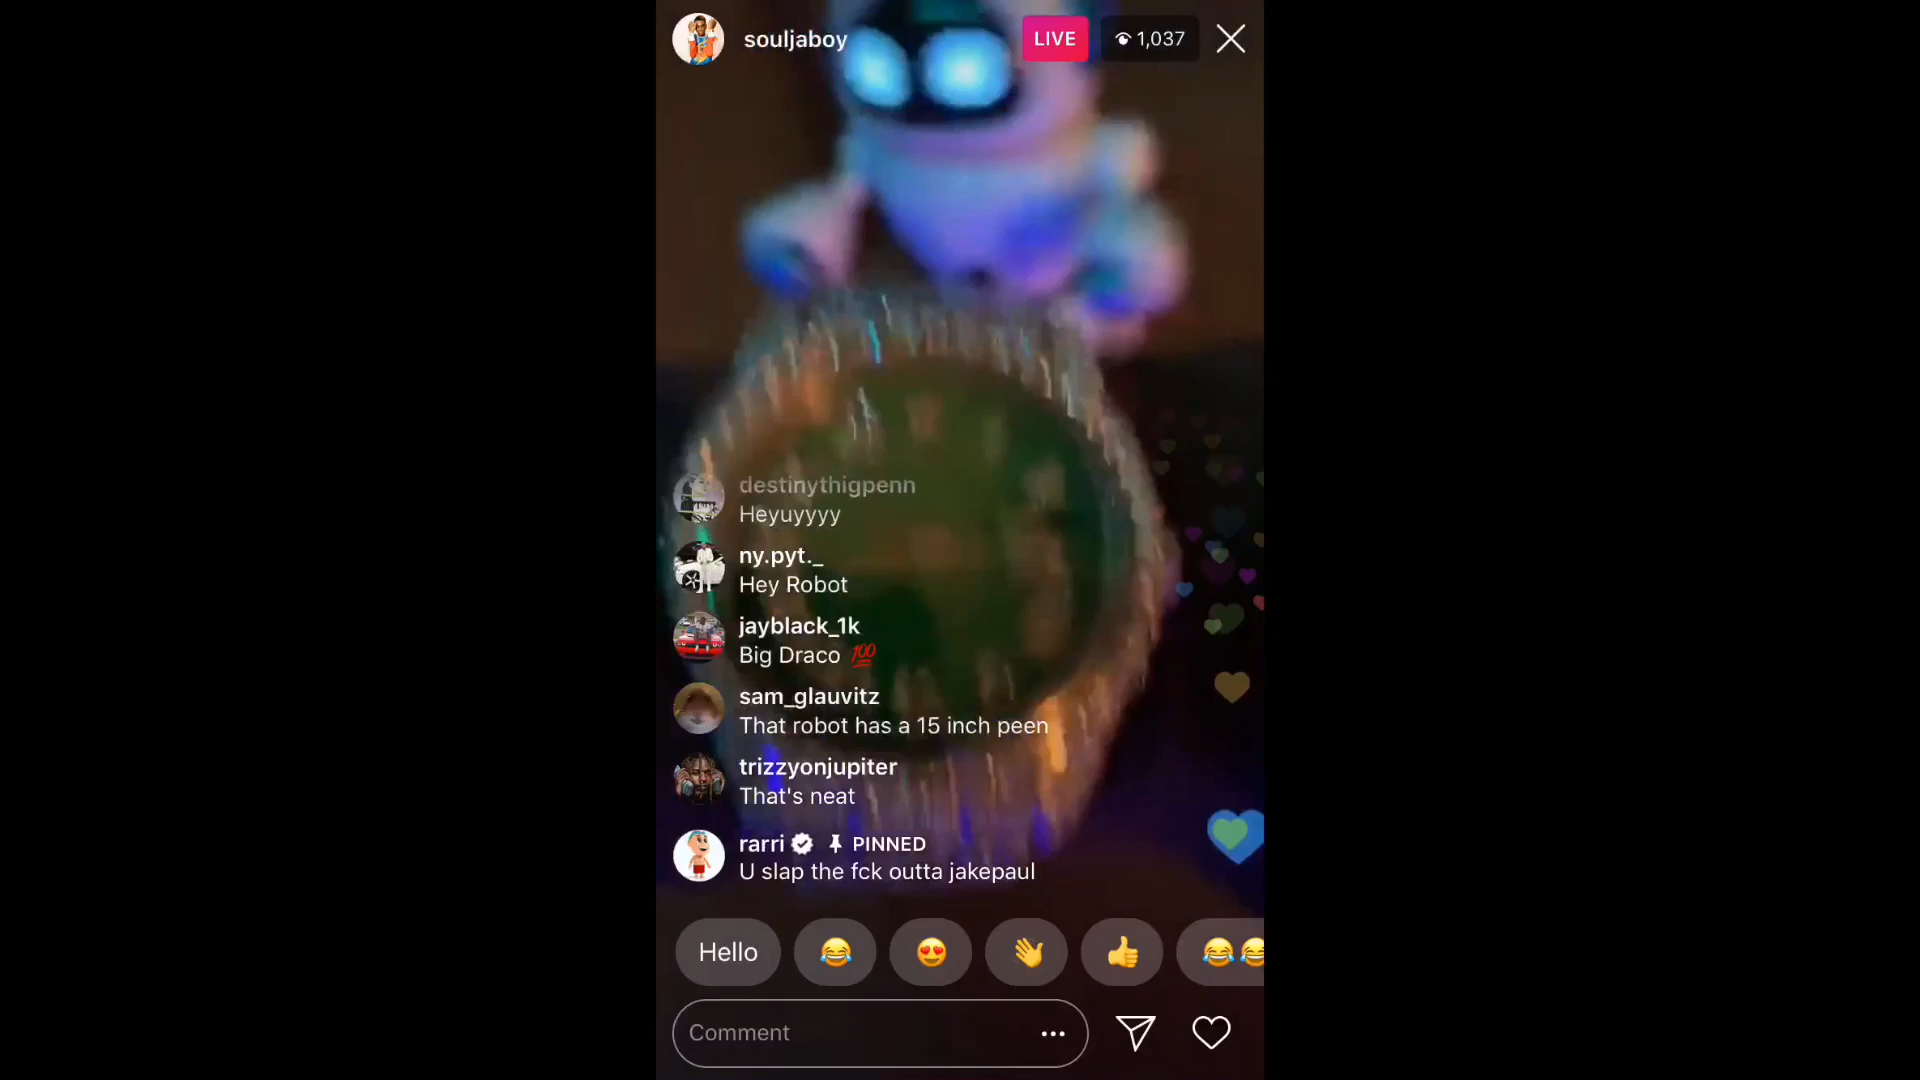 souljaboy
LIVE
1,037
destinythigpenn
Heyuyyyy
ny.pyt._
Hey Robot
jayblack_1k
Big Draco 💯
sam_glauvitz
That robot has a 15 inch peen
trizzyonjupiter
That's neat
rarri PINNED
U slap the fck outta jakepaul
Hello
Comment